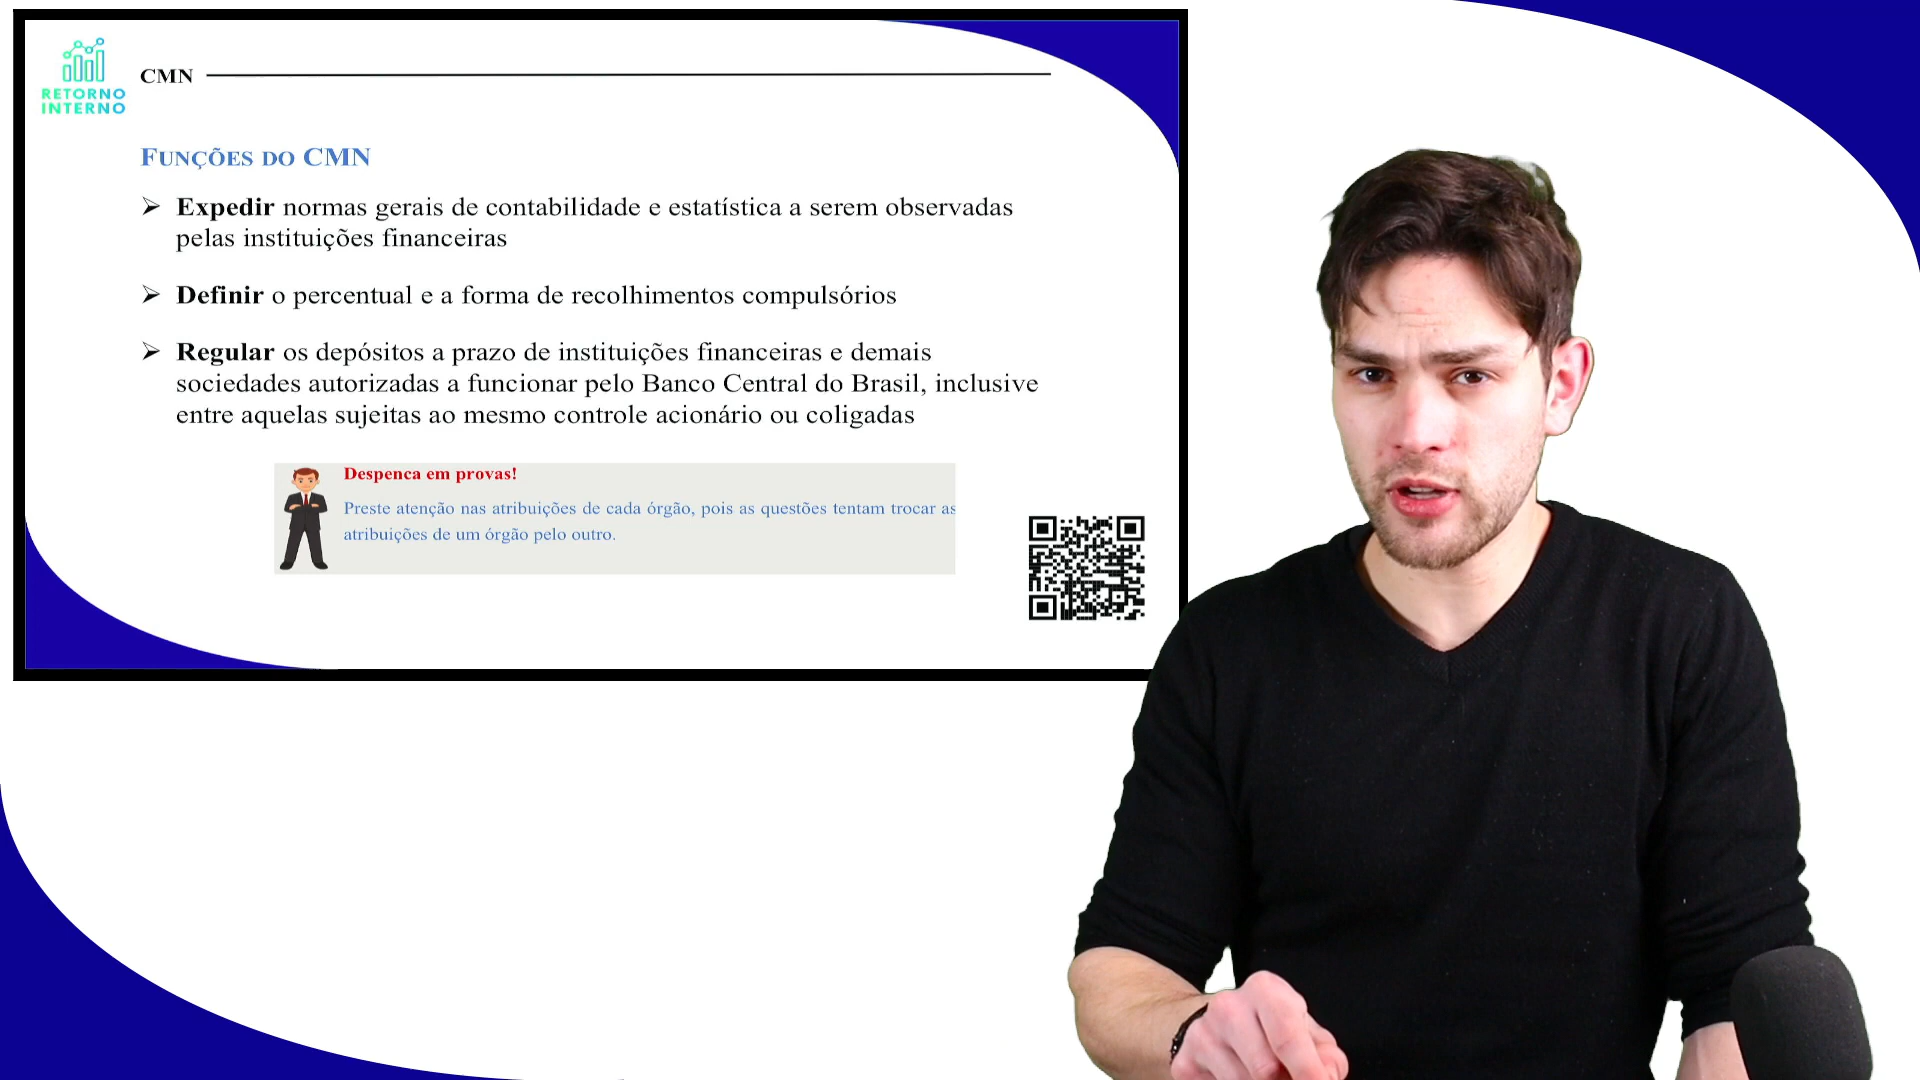 RETORNO
INTERNO
CMN
Funções do CMN
Expedir normas gerais de contabilidade e estatística a serem observadas
pelas instituições financeiras
Definir o percentual e a forma de recolhimentos compulsórios
Regular os depósitos a prazo de instituições financeiras e demais
sociedades autorizadas a funcionar pelo Banco Central do Brasil, inclusive
entre aquelas sujeitas ao mesmo controle acionário ou coligadas
Despenca em provas!
Preste atenção nas atribuições de cada órgão, pois as questões tentam trocar as
atribuições de um órgão pelo outro.